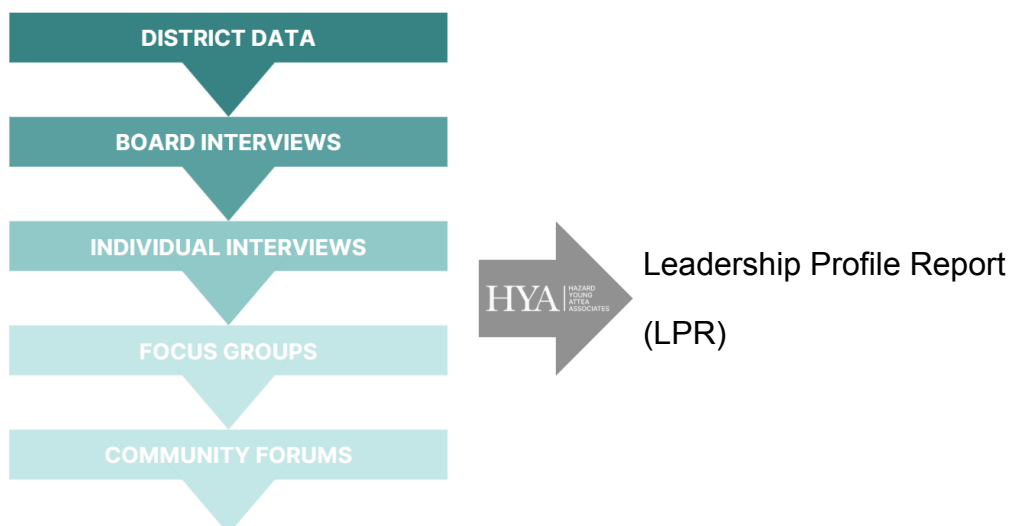 DISTRICT DATA
BOARD INTERVIEWS
INDIVIDUAL INTERVIEWS
FOCUS GROUPS
COMMUNITY FORUMS
HYA
HAZARD
YOUNG
ATTEA
ASSOCIATES
Leadership Profile Report
(LPR)